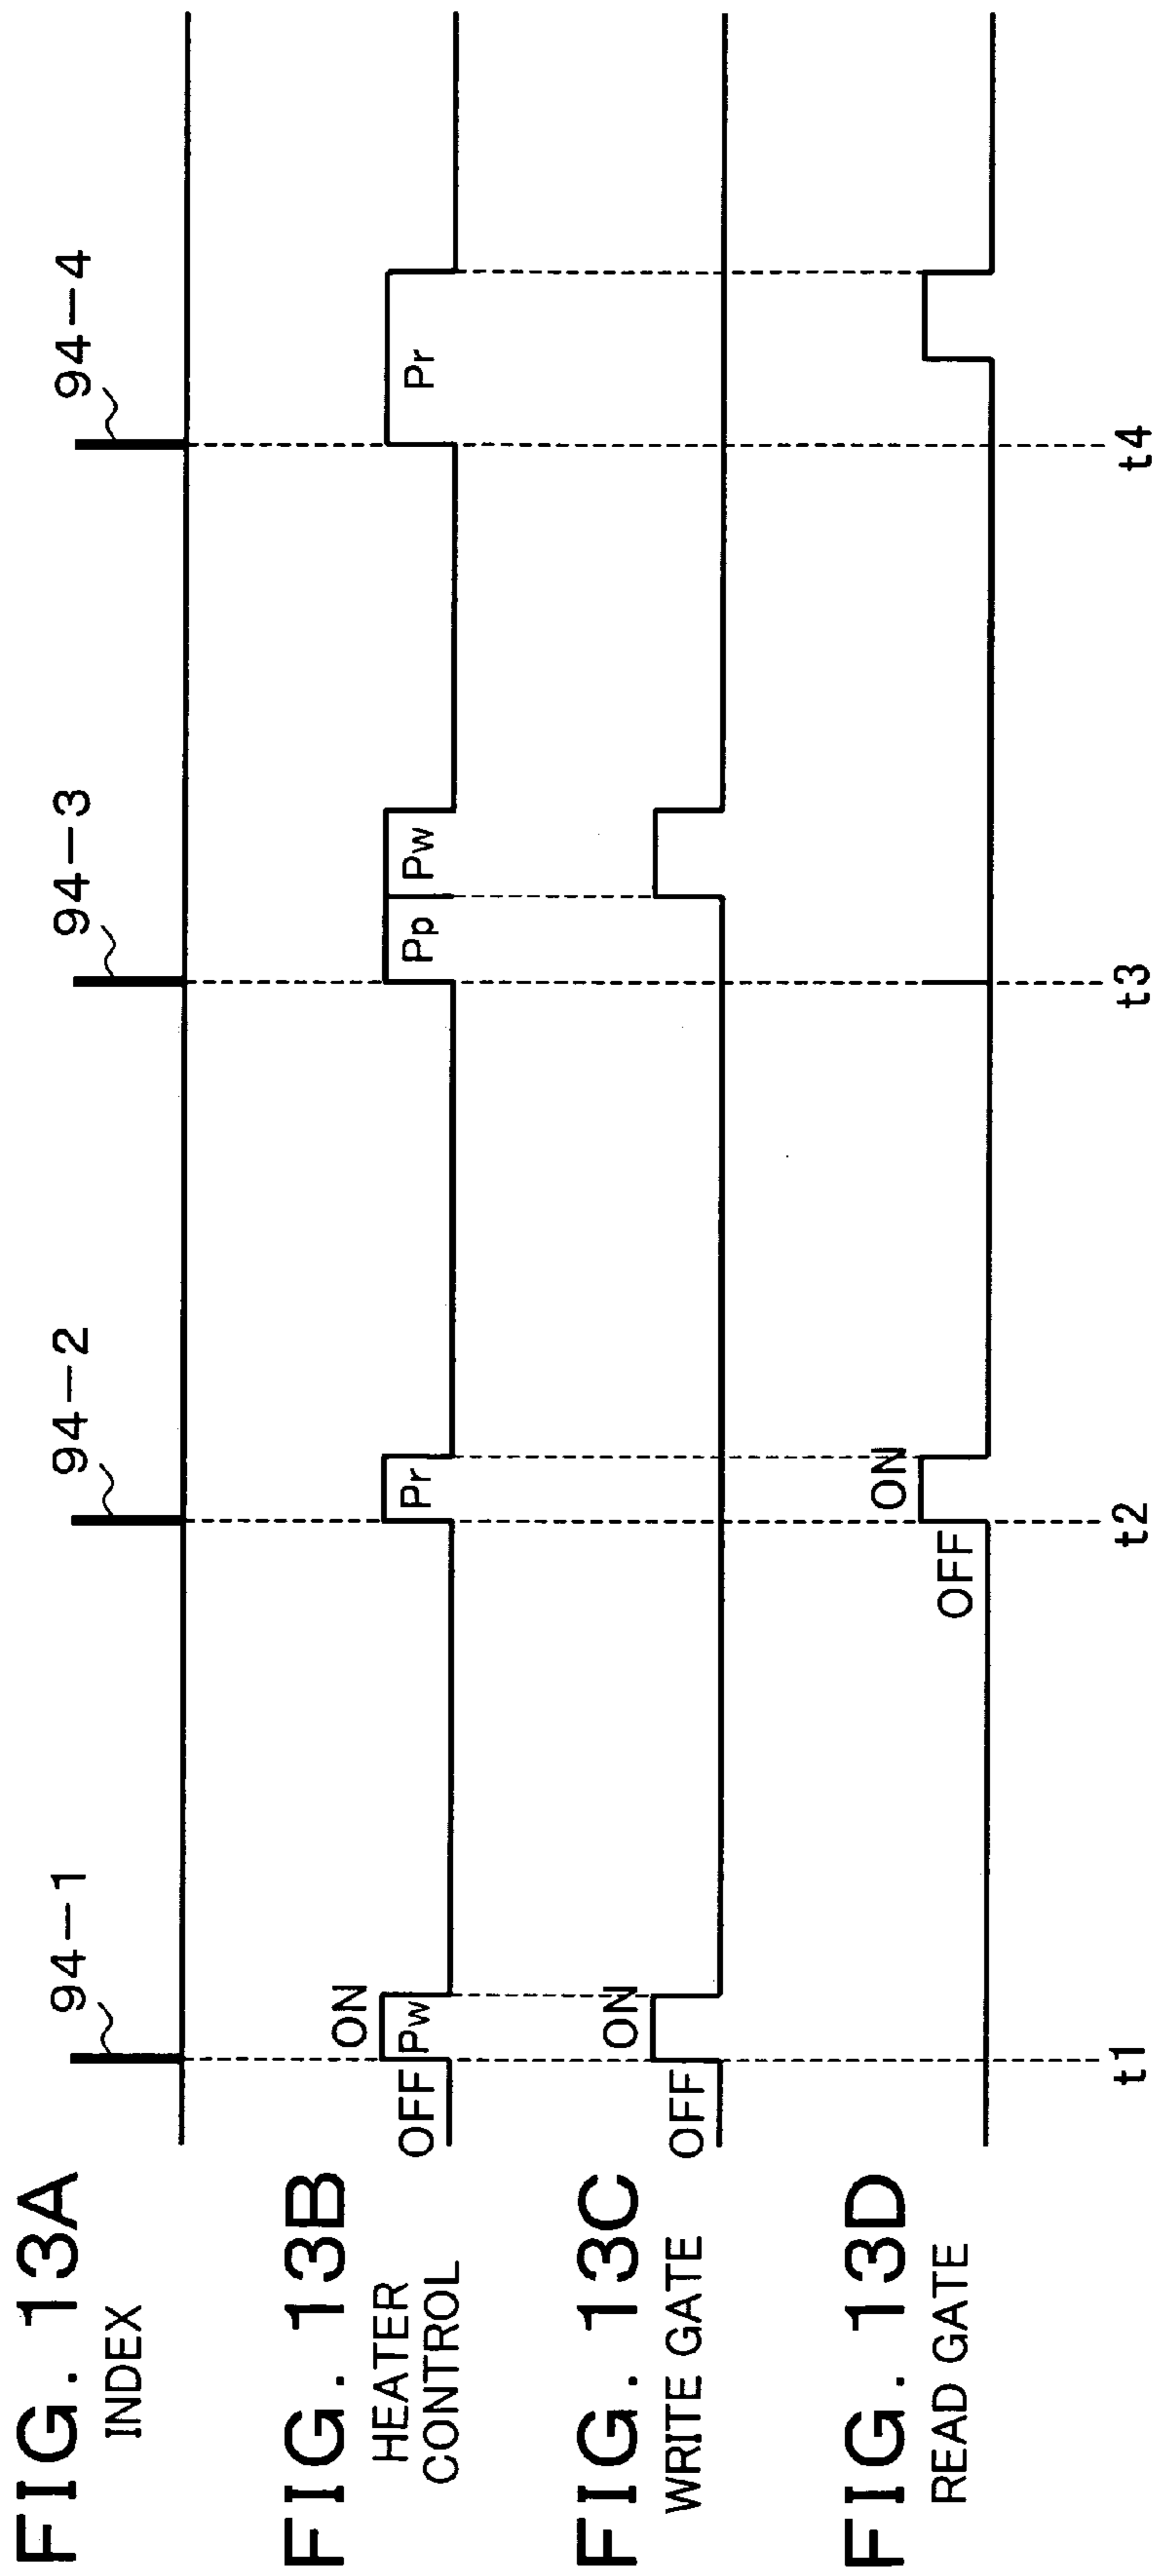 FIG. 13A
INDEX
94-1
94-2
94-3
94-4
FIG. 13B
HEATER
CONTROL
OFF
ON
Pw
Pr
Pp
Pw
Pr
FIG. 13C
WRITE GATE
OFF
ON
FIG. 13D
READ GATE
OFF
ON
t1
t2
t3
t4